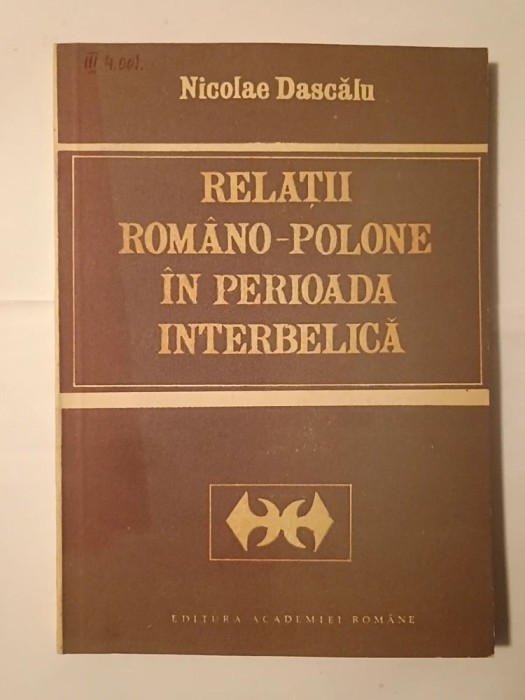 III 4.001.
Nicolae Dascălu
RELAȚII
ROMÂNO-POLONE
ÎN PERIOADA
INTERBELICĂ
EDITURA ACADEMIEI ROMÂNE